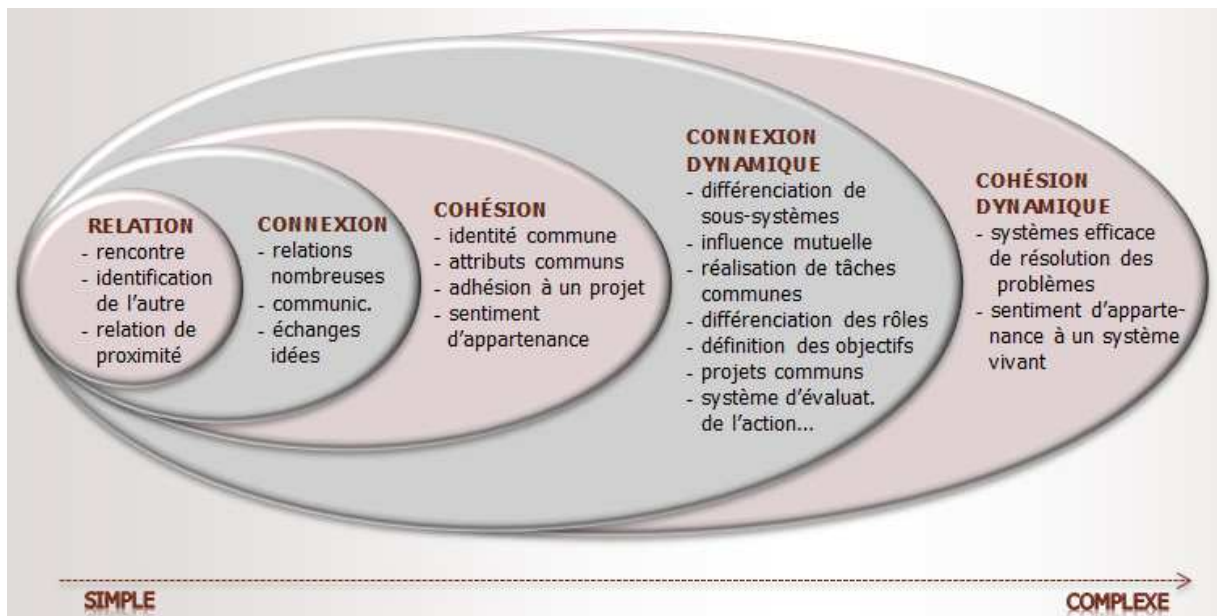 RELATION
- rencontre
- identification
de l'autre
- relation de
proximité
CONNEXION
- relations
nombreuses
- communic.
- échanges
idées
COHÉSION
- identité commune
- attributs communs
- adhésion à un projet
- sentiment
d'appartenance
CONNEXION
DYNAMIQUE
- différenciation de
sous-systèmes
- influence mutuelle
- réalisation de tâches
communes
- différenciation des rôles
- définition des objectifs
- projets communs
- système d'évaluat.
de l'action...
COHÉSION
DYNAMIQUE
- systèmes efficace
de résolution des
problèmes
- sentiment d'apparte-
nance à un système
vivant
SIMPLE
COMPLEXE